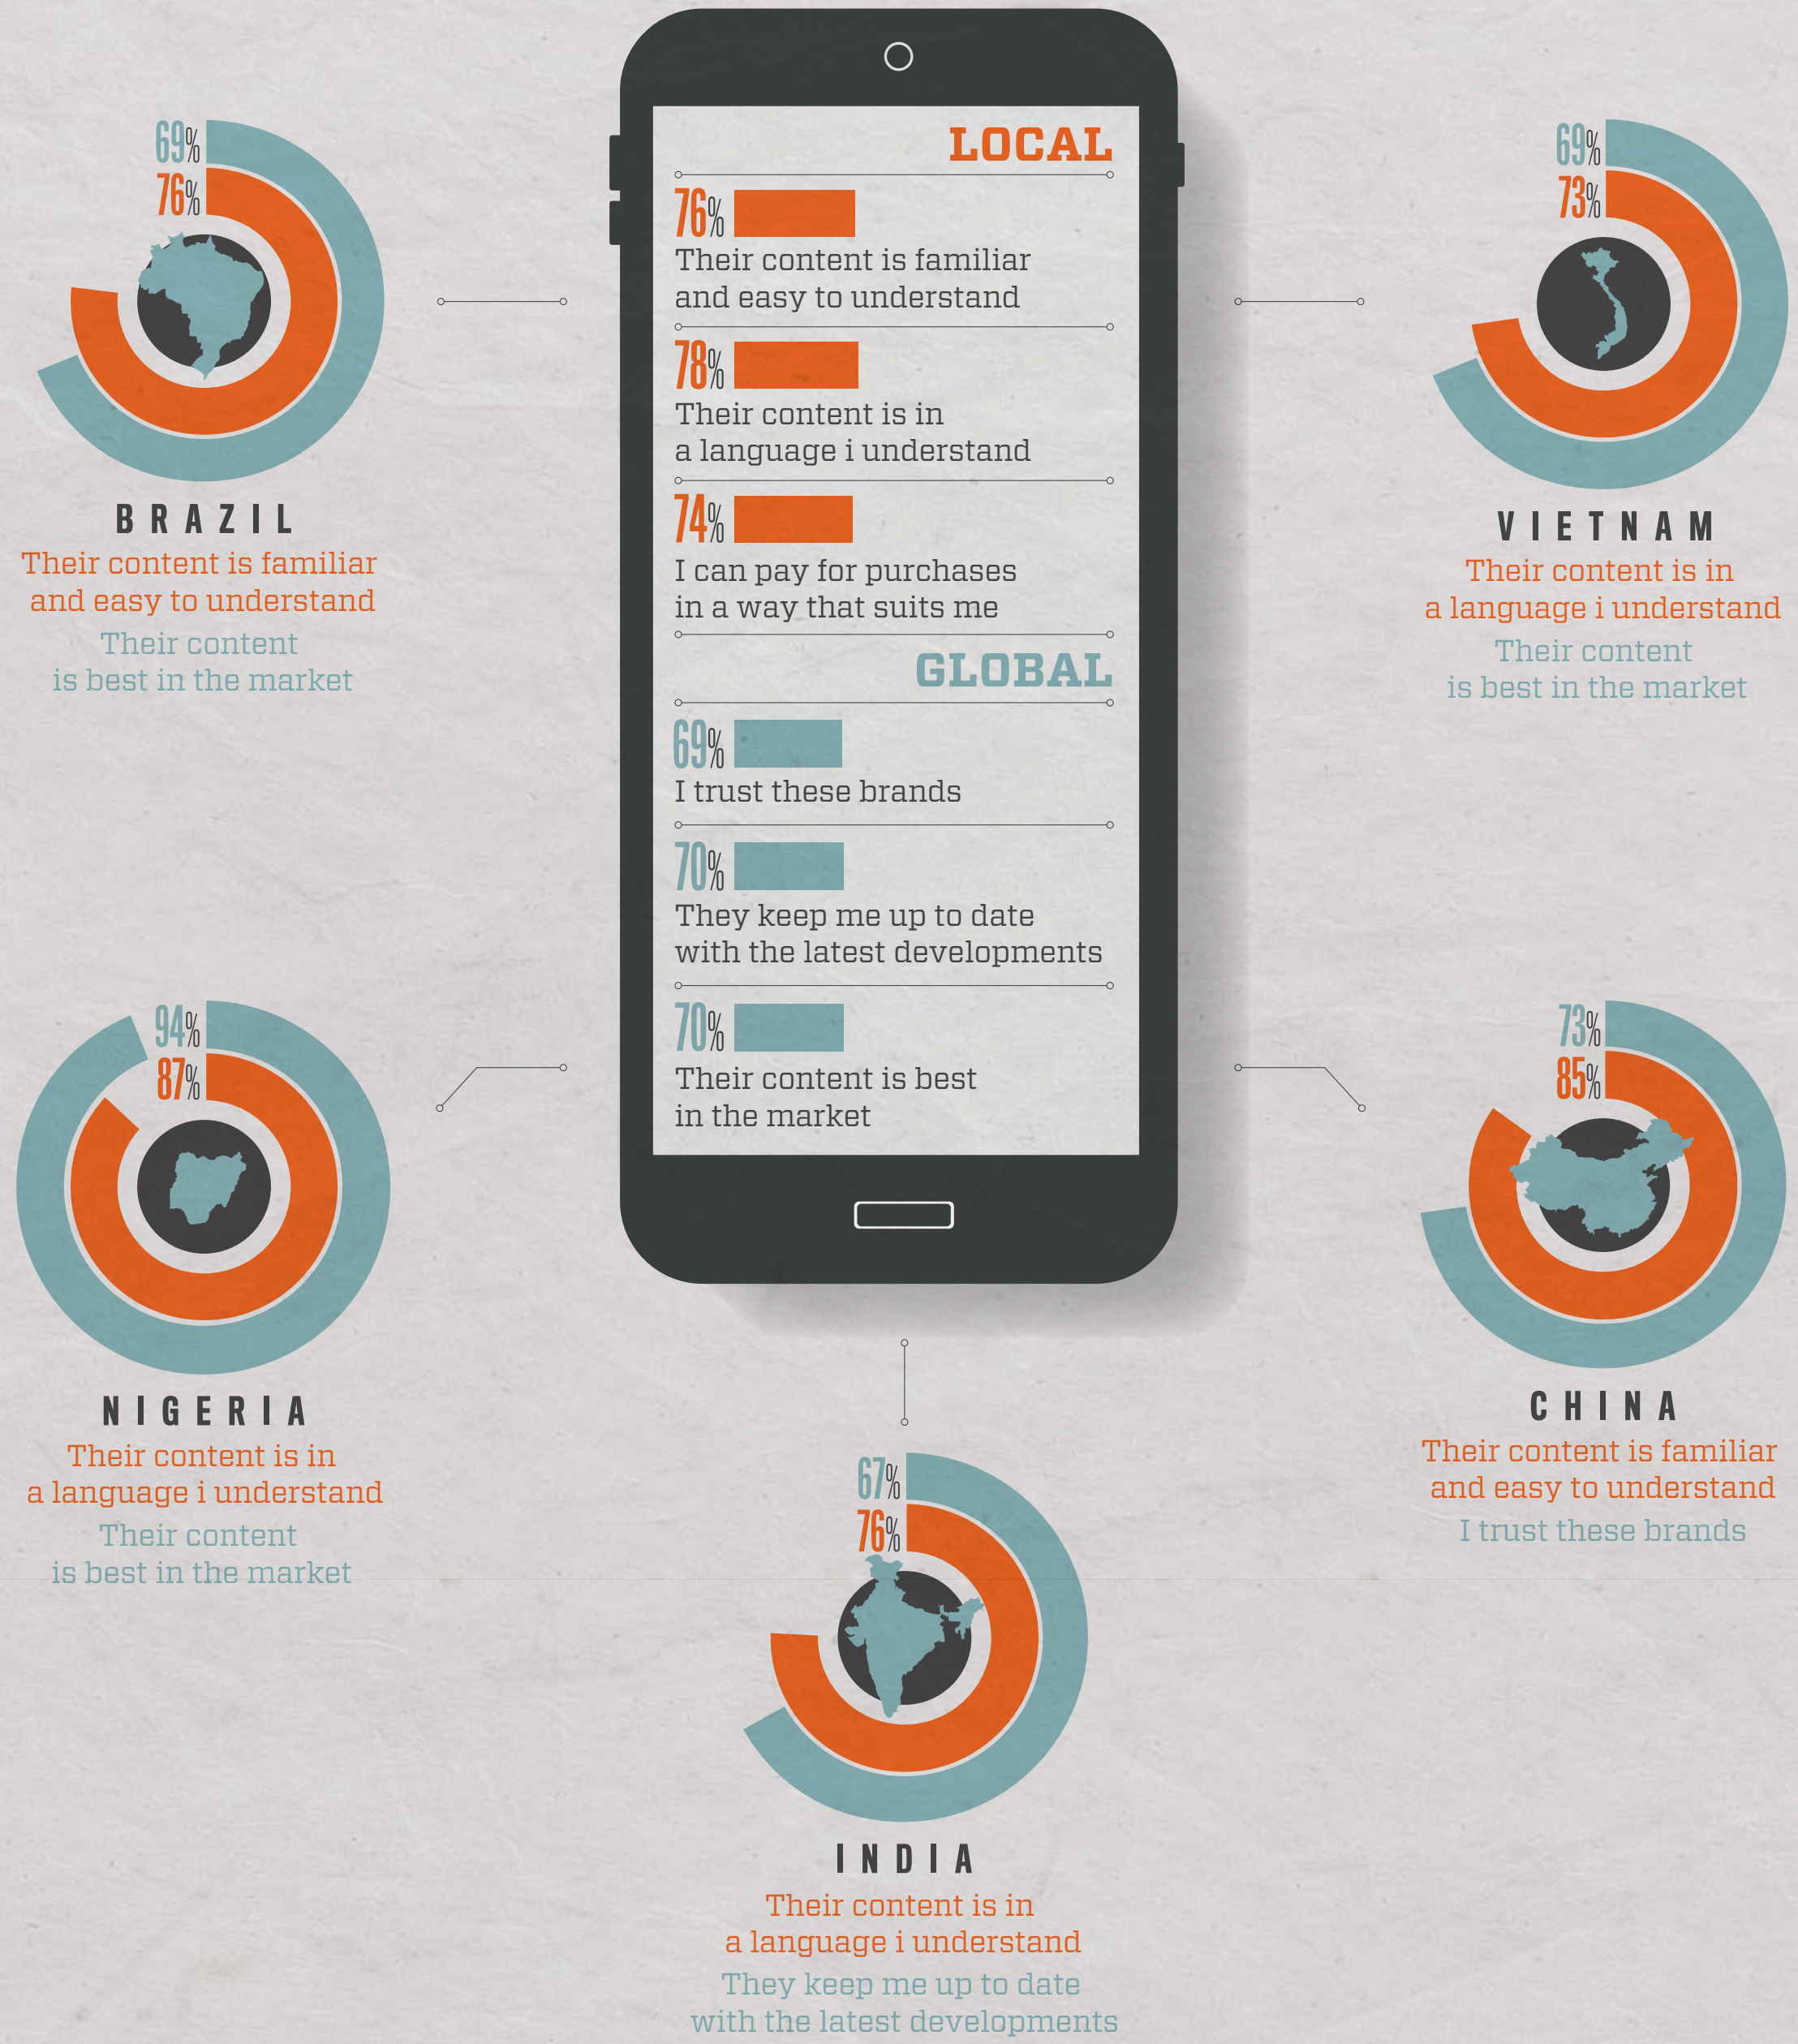 LOCAL
76%
Their content is familiar
and easy to understand
78%
Their content is in
a language i understand
74%
I can pay for purchases
in a way that suits me
GLOBAL
69%
I trust these brands
70%
They keep me up to date
with the latest developments
70%
Their content is best
in the market
69%
76%
BRAZIL
Their content is familiar
and easy to understand
Their content
is best in the market
69%
73%
VIETNAM
Their content is in
a language i understand
Their content
is best in the market
94%
87%
NIGERIA
Their content is in
a language i understand
Their content
is best in the market
73%
85%
CHINA
Their content is familiar
and easy to understand
I trust these brands
67%
76%
INDIA
Their content is in
a language i understand
They keep me up to date
with the latest developments